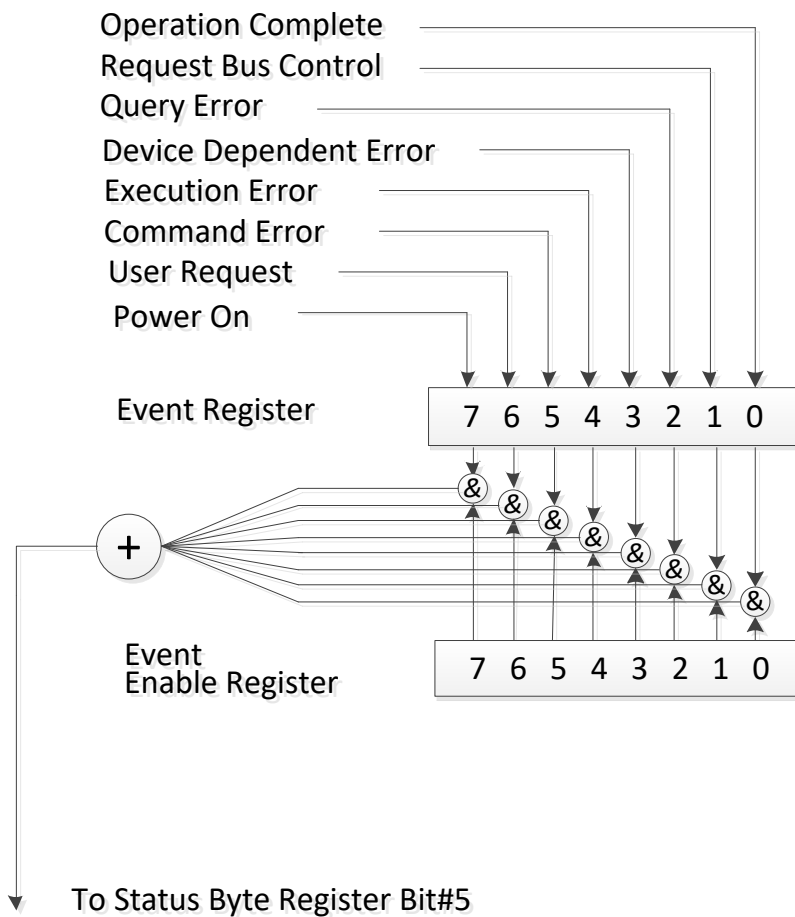 Operation Complete
Request Bus Control
Query Error
Device Dependent Error
Execution Error
Command Error
User Request
Power On
Event Register 7 6 5 4 3 2 1 0
&
&
&
&
+
&
&
&
&
Event
Enable Register 7 6 5 4 3 2 1 0
To Status Byte Register Bit#5